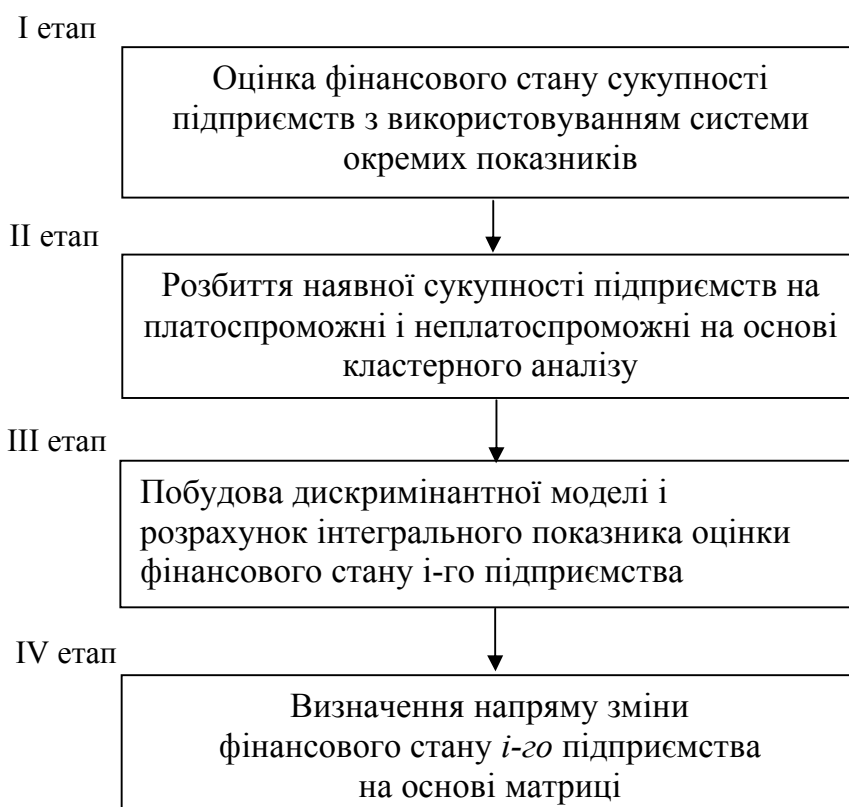 І етап
Оцінка фінансового стану сукупності
підприємств з використовуванням системи
окремих показників
ІІ етап
Розбиття наявної сукупності підприємств на
платоспроможні і неплатоспроможні на основі
кластерного аналізу
ІІІ етап
Побудова дискримінантної моделі і
розрахунок інтегрального показника оцінки
фінансового стану і-го підприємства
IV етап
Визначення напряму зміни
фінансового стану і-го підприємства
на основі матриці